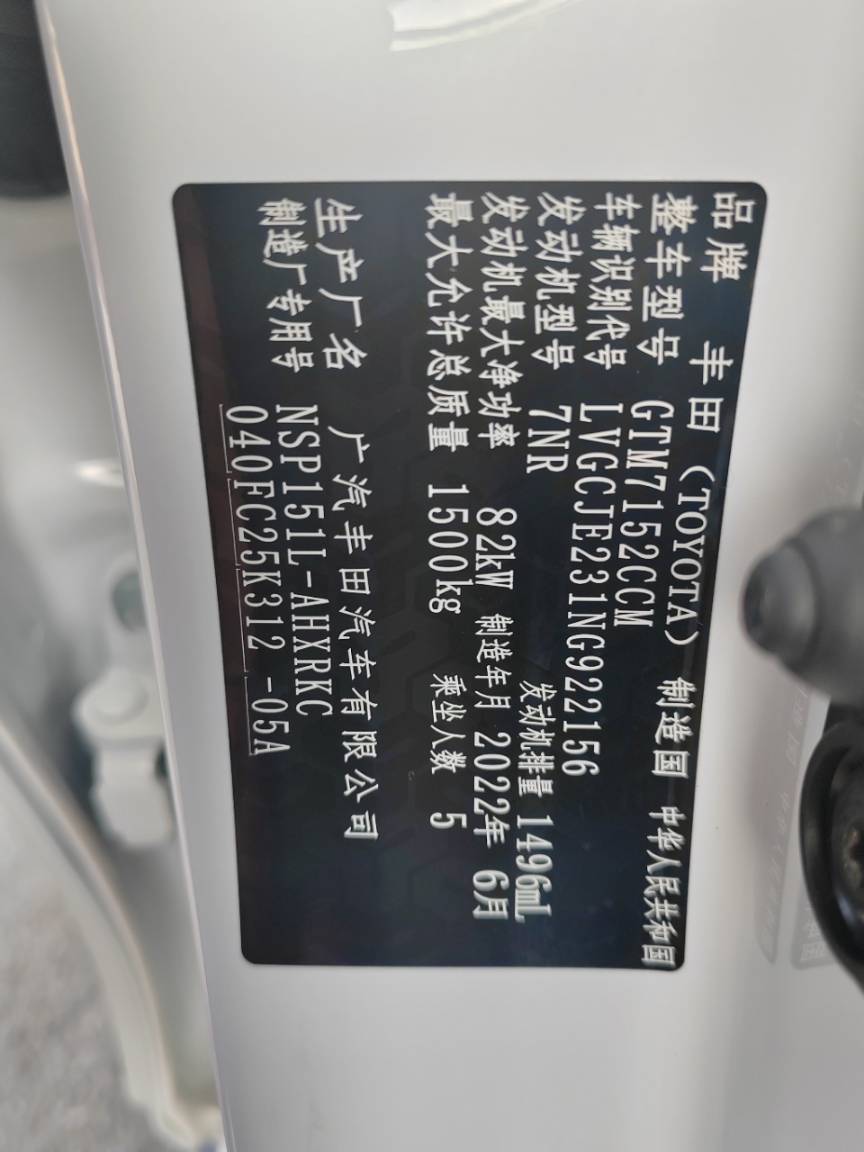 品牌 丰田（TOYOTA） 制造国 中华人民共和国
整车型号 GTM7152CCM
车辆识别代号 LVGCJE231NG922156
发动机型号 7NR 发动机排量 1496mL
发动机最大净功率 82kW 制造年月 2022年 6月
最大允许总质量 1500kg 乘坐人数 5
生产厂名 广汽丰田汽车有限公司
制造厂专用号 NSP151L-AHXRKC
040FC25K312 -05A